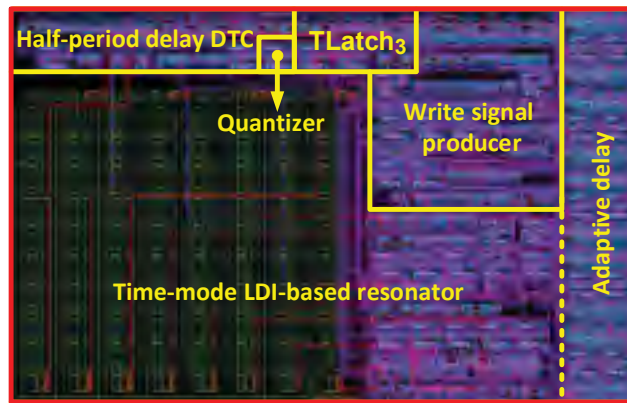 Half-period delay DTC
TLatch₃
Quantizer
Write signal
producer
Adaptive delay
Time-mode LDI-based resonator